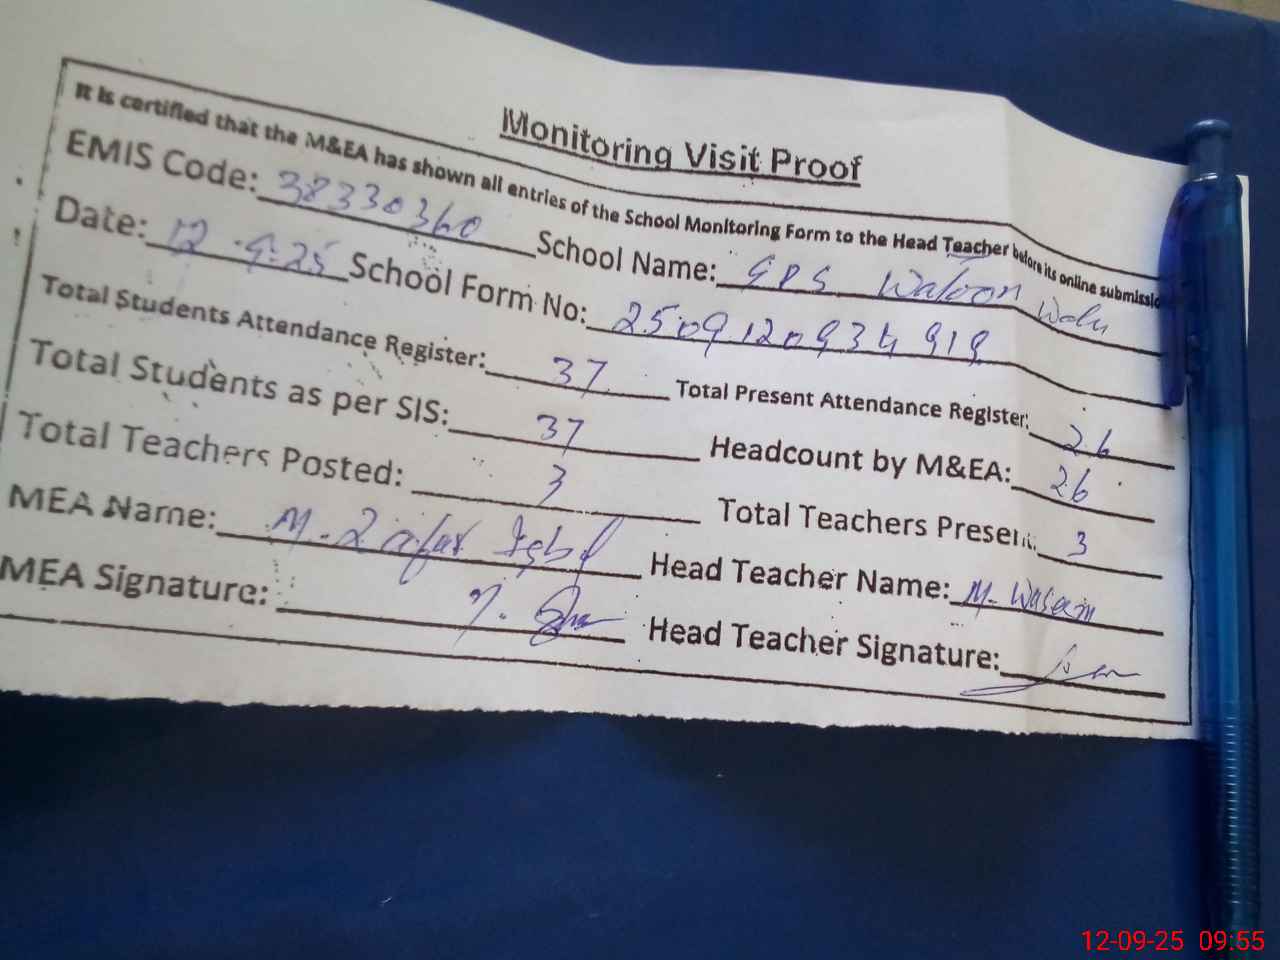 Monitoring Visit Proof
It is certified that the M&EA has shown all entries of the School Monitoring Form to the Head Teacher before its online submissio
EMIS Code: 38330360 School Name: GPS Watoon Walu
Date: 12.9.25 School Form No: 2509120934919
Total Students Attendance Register: 37 Total Present Attendance Register: 26
Total Students as per SIS: 37 Headcount by M&EA: 26
Total Teachers Posted: 3 Total Teachers Present: 3
MEA Name: M. Zafar Iqbal Head Teacher Name: M. Waseem
MEA Signature: Head Teacher Signature:
12-09-25 09:55